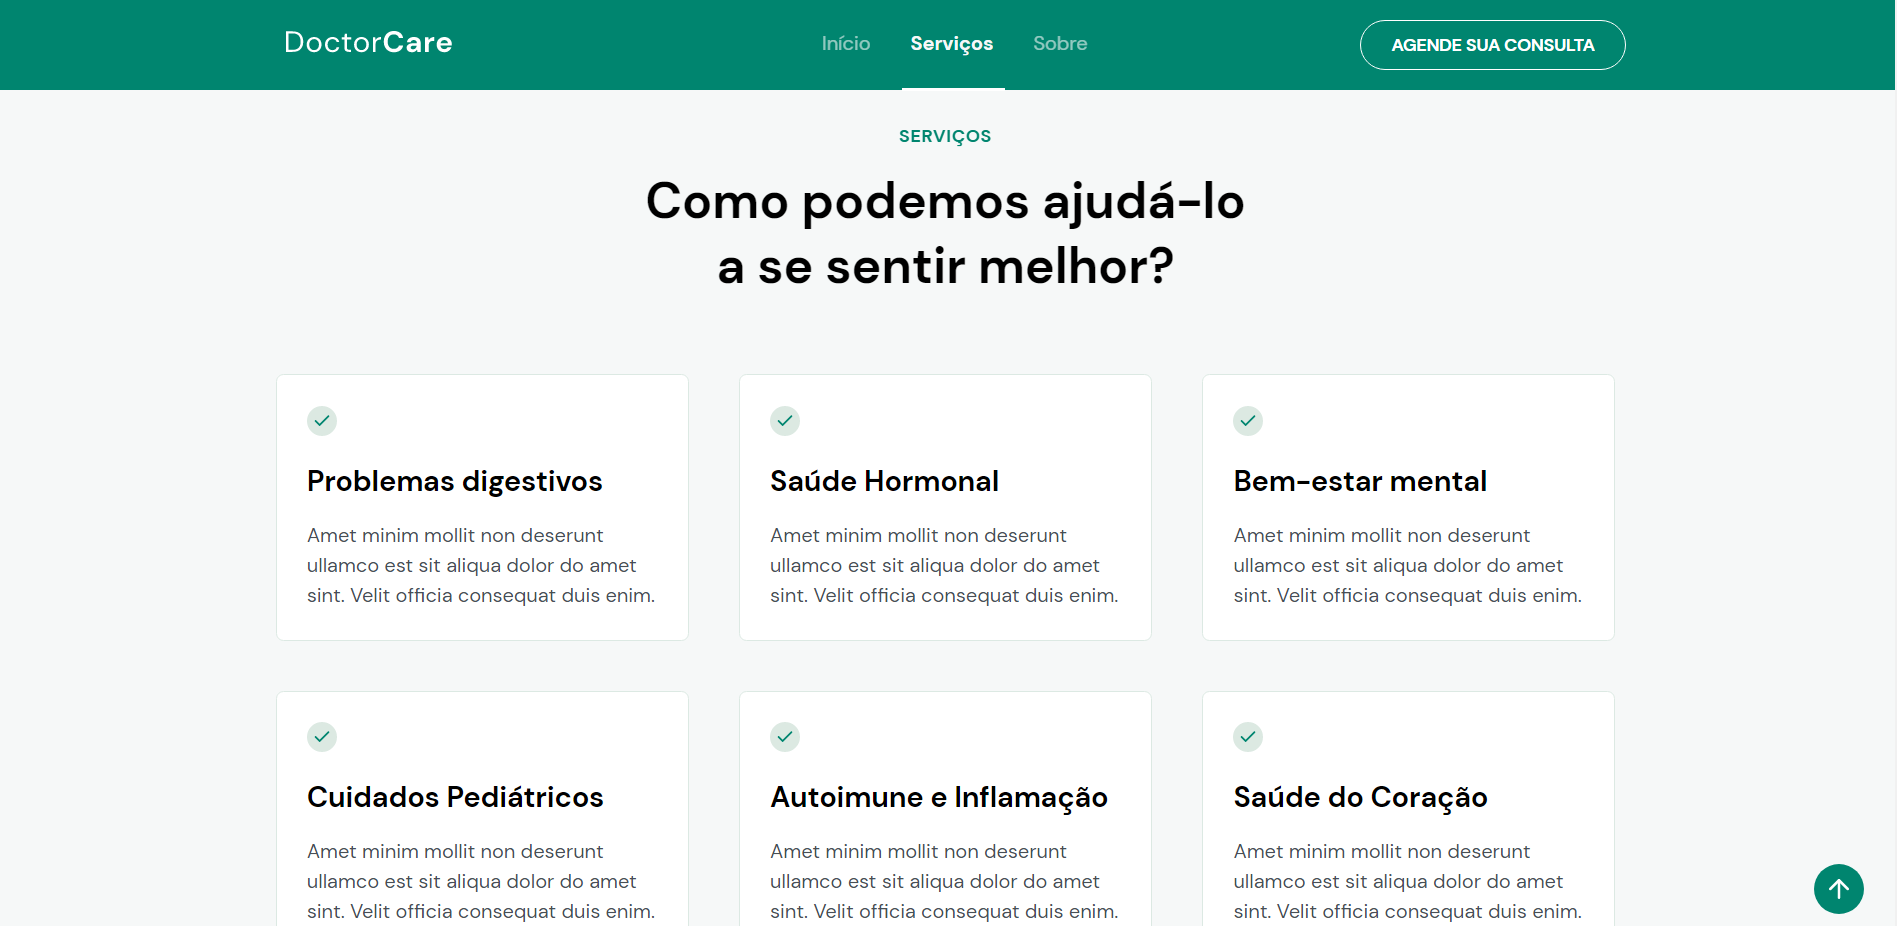 DoctorCare
Início Serviços Sobre
AGENDE SUA CONSULTA
SERVIÇOS
Como podemos ajudá-lo
a se sentir melhor?
Problemas digestivos
Amet minim mollit non deserunt
ullamco est sit aliqua dolor do amet
sint. Velit officia consequat duis enim.
Saúde Hormonal
Amet minim mollit non deserunt
ullamco est sit aliqua dolor do amet
sint. Velit officia consequat duis enim.
Bem-estar mental
Amet minim mollit non deserunt
ullamco est sit aliqua dolor do amet
sint. Velit officia consequat duis enim.
Cuidados Pediátricos
Amet minim mollit non deserunt
ullamco est sit aliqua dolor do amet
sint. Velit officia consequat duis enim.
Autoimune e Inflamação
Amet minim mollit non deserunt
ullamco est sit aliqua dolor do amet
sint. Velit officia consequat duis enim.
Saúde do Coração
Amet minim mollit non deserunt
ullamco est sit aliqua dolor do amet
sint. Velit officia consequat duis enim.